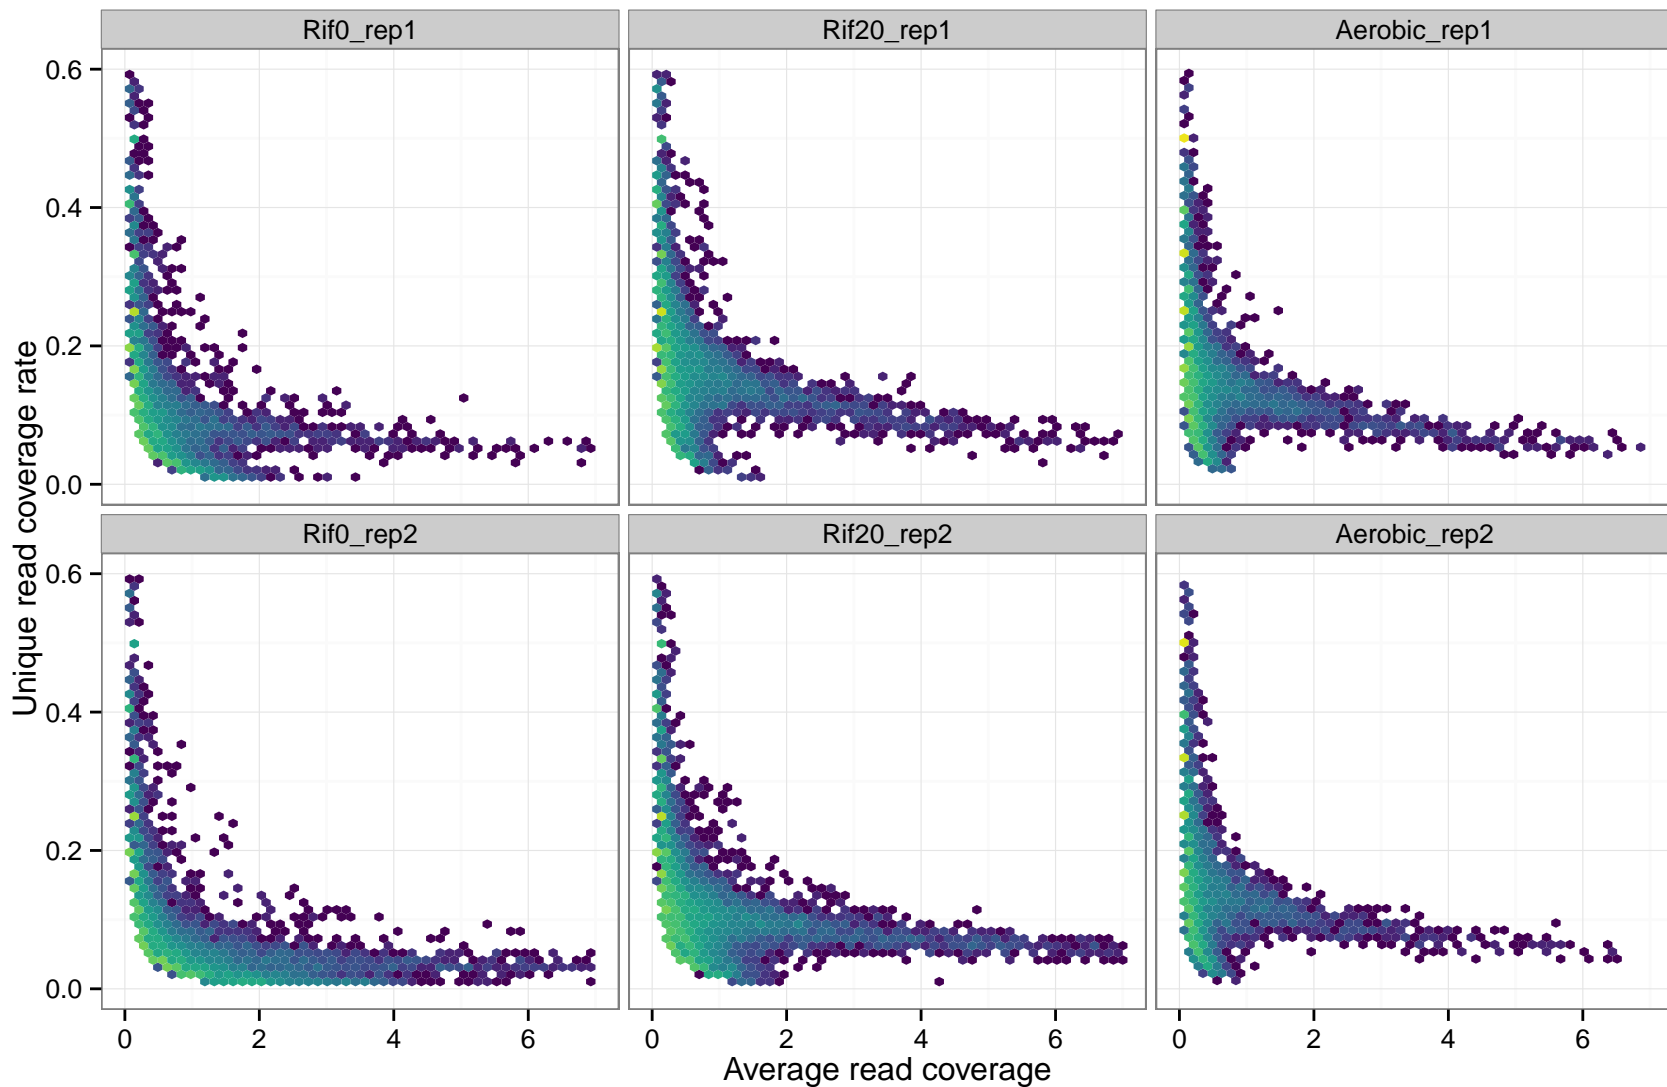 Rif0_rep1 Rif20_rep1 Aerobic_rep1
0.6
0.4
0.2
0.0
Unique read coverage rate
Rif0_rep2 Rif20_rep2 Aerobic_rep2
0.6
0.4
0.2
0.0
0 2 4 6 0 2 4 6 0 2 4 6
Average read coverage